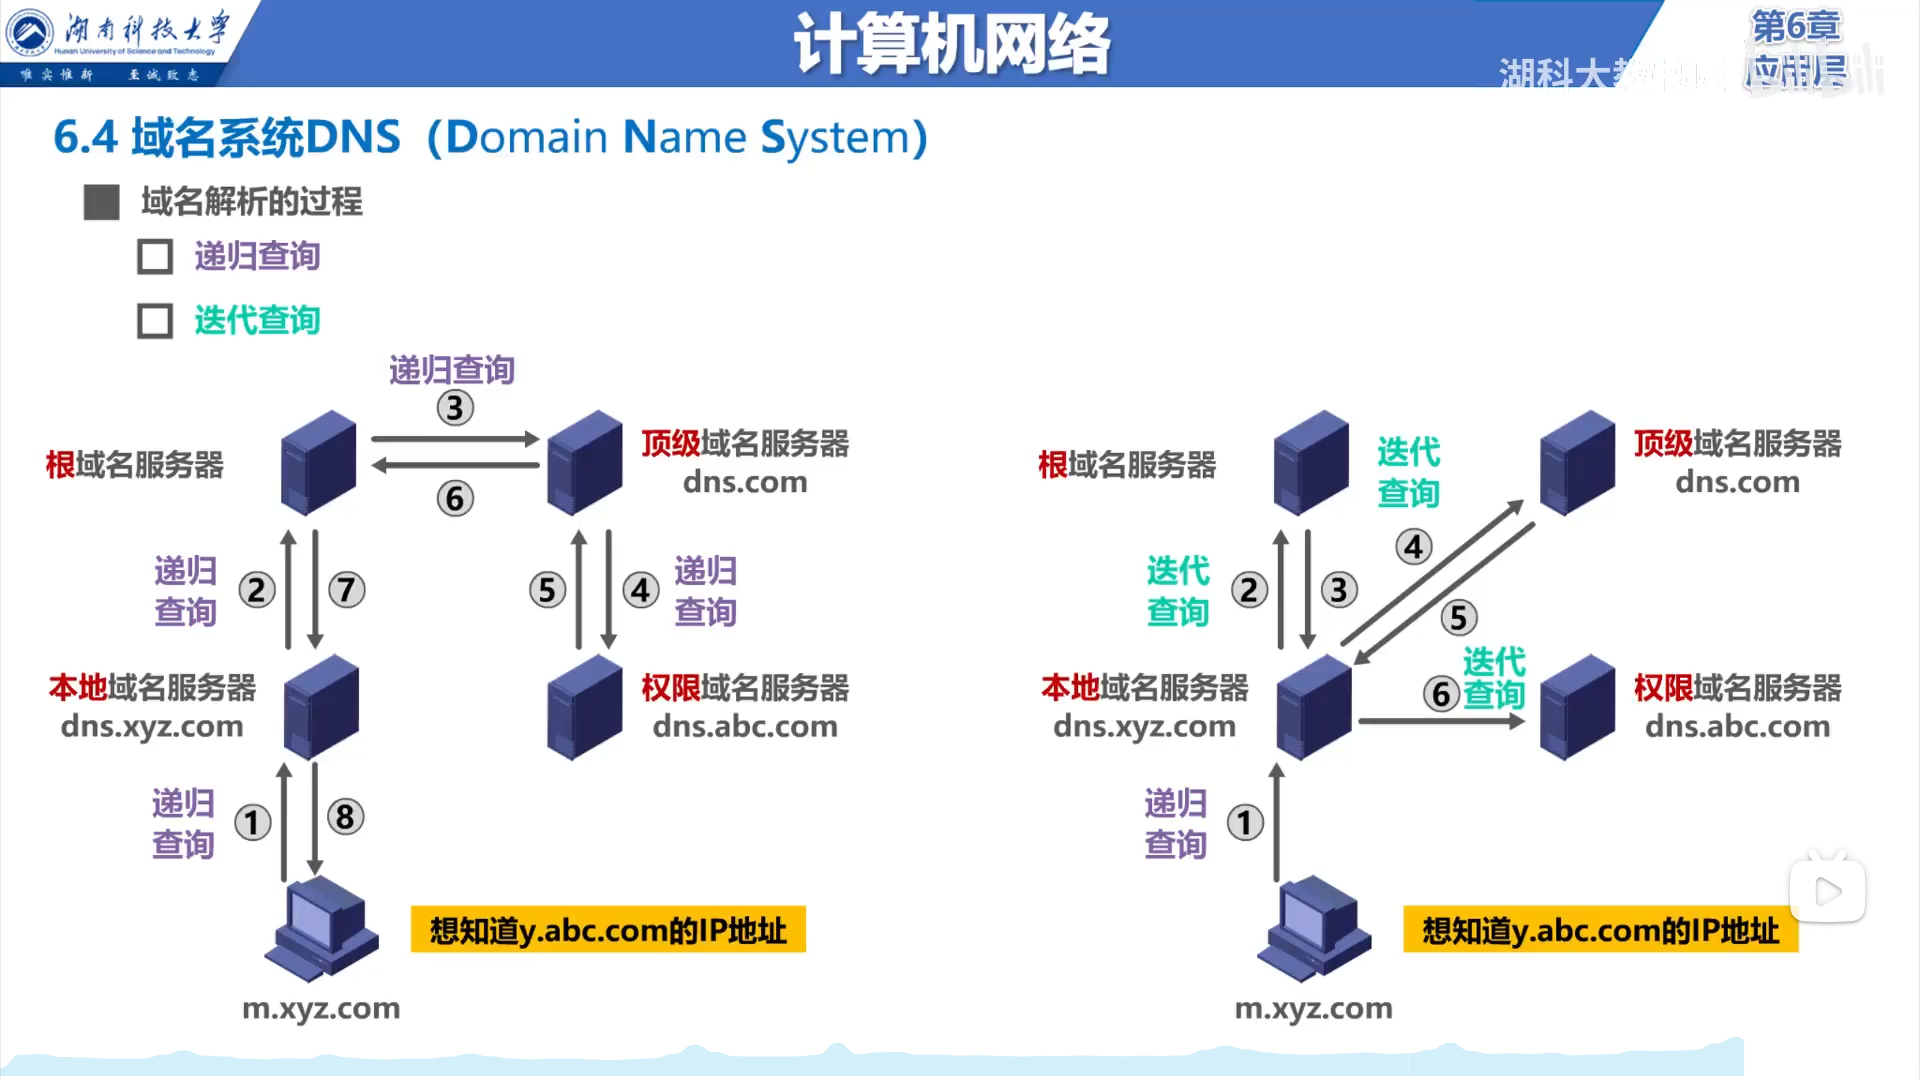 湖南科技大学
Hunan University of Science and Technology
唯实惟新 至诚致志
计算机网络
第6章
应用层
湖科大教
6.4 域名系统DNS（Domain Name System）
域名解析的过程
递归查询
迭代查询
递归查询
③
根域名服务器
顶级域名服务器
dns.com
⑥
递归
查询
②
⑦
⑤
④
递归
查询
本地域名服务器
dns.xyz.com
权限域名服务器
dns.abc.com
递归
查询
①
⑧
想知道y.abc.com的IP地址
m.xyz.com
根域名服务器
迭代
查询
顶级域名服务器
dns.com
④
迭代
查询
②
③
⑤
本地域名服务器
dns.xyz.com
⑥
迭代
查询
权限域名服务器
dns.abc.com
递归
查询
①
想知道y.abc.com的IP地址
m.xyz.com